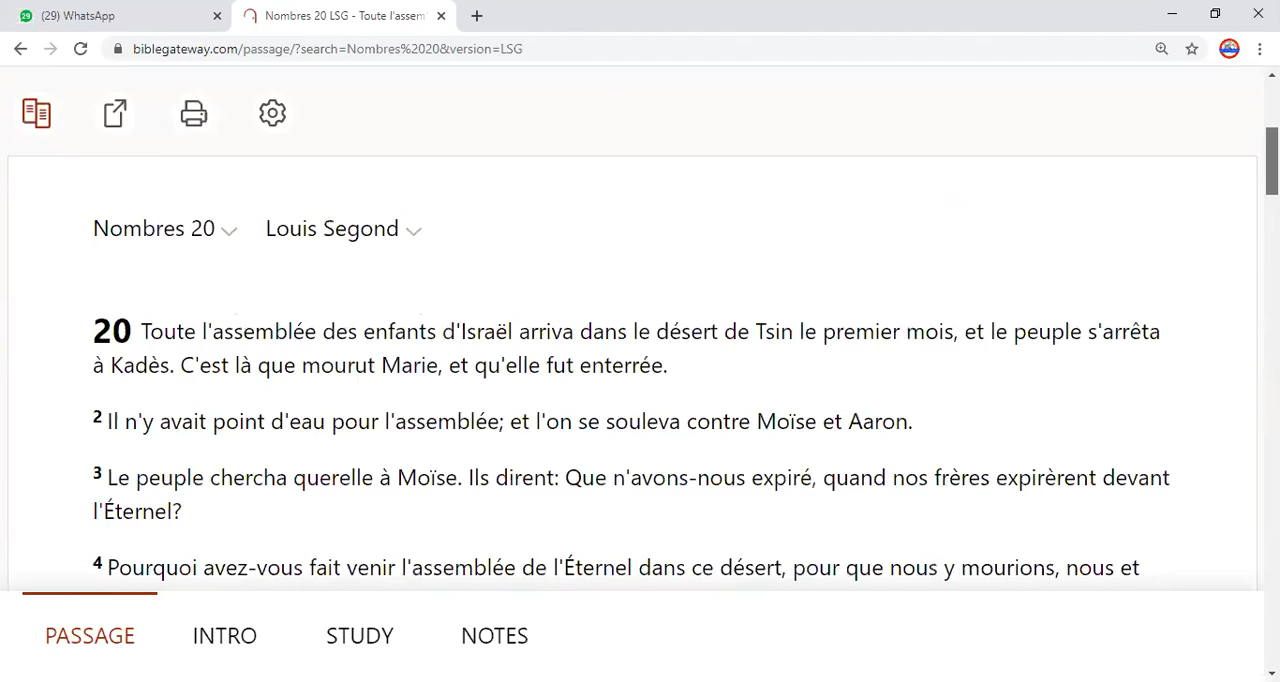 (29) WhatsApp
Nombres 20 LSG - Toute l'assem
biblegateway.com/passage/?search=Nombres%2020&version=LSG
Nombres 20 Louis Segond
20 Toute l'assemblée des enfants d'Israël arriva dans le désert de Tsin le premier mois, et le peuple s'arrêta
à Kadès. C'est là que mourut Marie, et qu'elle fut enterrée.
2 Il n'y avait point d'eau pour l'assemblée; et l'on se souleva contre Moïse et Aaron.
3 Le peuple chercha querelle à Moïse. Ils dirent: Que n'avons-nous expiré, quand nos frères expirèrent devant
l'Éternel?
4 Pourquoi avez-vous fait venir l'assemblée de l'Éternel dans ce désert, pour que nous y mourions, nous et
PASSAGE INTRO STUDY NOTES